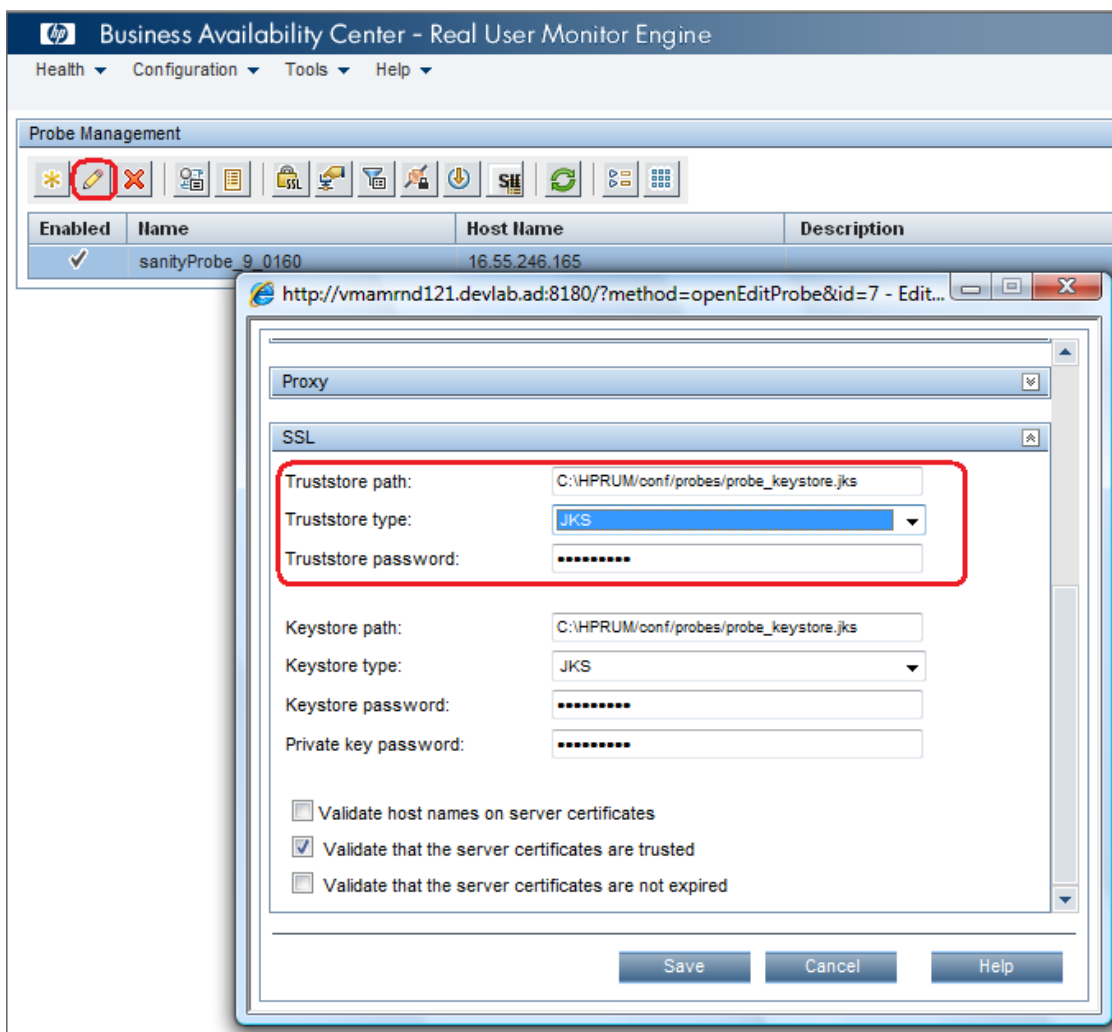 hp Business Availability Center – Real User Monitor Engine
Health Configuration Tools Help
Probe Management
SSL
Enabled Name Host Name Description
sanityProbe_9_0160 16.55.246.165
http://vmamrnd121.devlab.ad:8180/?method=openEditProbe&id=7 - Edit...
Proxy
SSL
Truststore path: C:\HPRUM/conf/probes/probe_keystore.jks
Truststore type: JKS
Truststore password: •••••••••
Keystore path: C:\HPRUM/conf/probes/probe_keystore.jks
Keystore type: JKS
Keystore password: •••••••••
Private key password: •••••••••
Validate host names on server certificates
Validate that the server certificates are trusted
Validate that the server certificates are not expired
Save Cancel Help